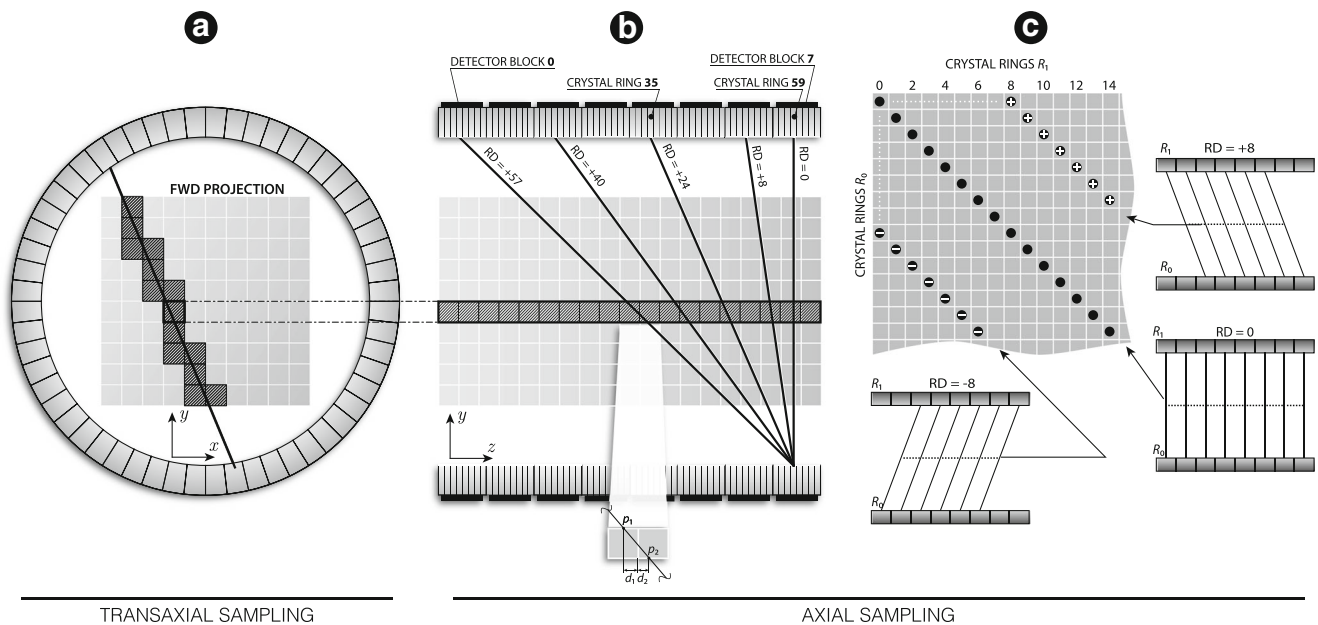 a
b
c
FWD PROJECTION
y
x
DETECTOR BLOCK 0
CRYSTAL RING 35
DETECTOR BLOCK 7
CRYSTAL RING 59
RD = +57
RD = +40
RD = +24
RD = +8
RD = 0
y
z
p1
p2
d1 d2
CRYSTAL RINGS R1
0 2 4 6 8 10 12 14
CRYSTAL RINGS R0
R1 RD = +8
R0
R1 RD = 0
R0
R1 RD = -8
R0
TRANSAXIAL SAMPLING
AXIAL SAMPLING